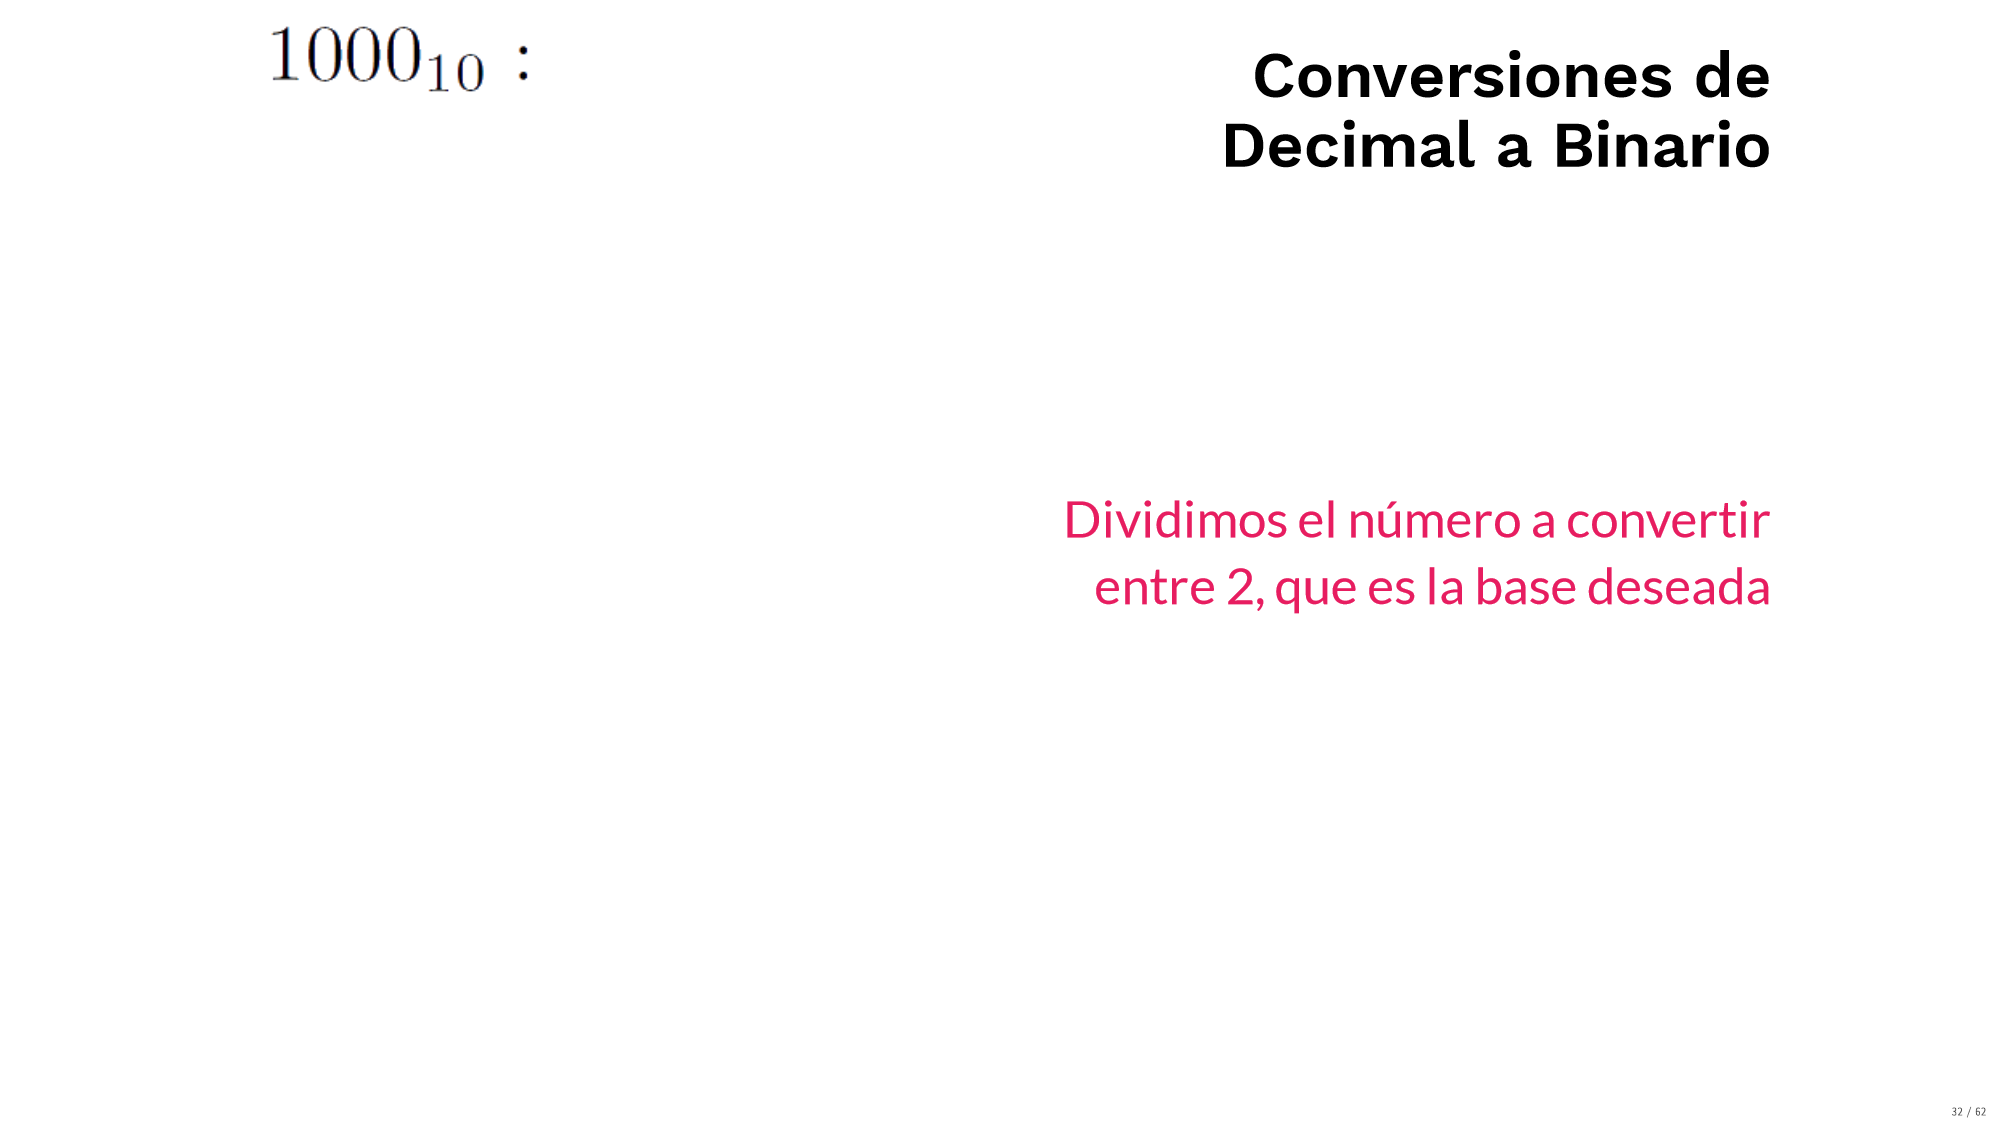 1000₁₀ :
Conversiones de
Decimal a Binario
Dividimos el número a convertir
entre 2, que es la base deseada
32 / 62